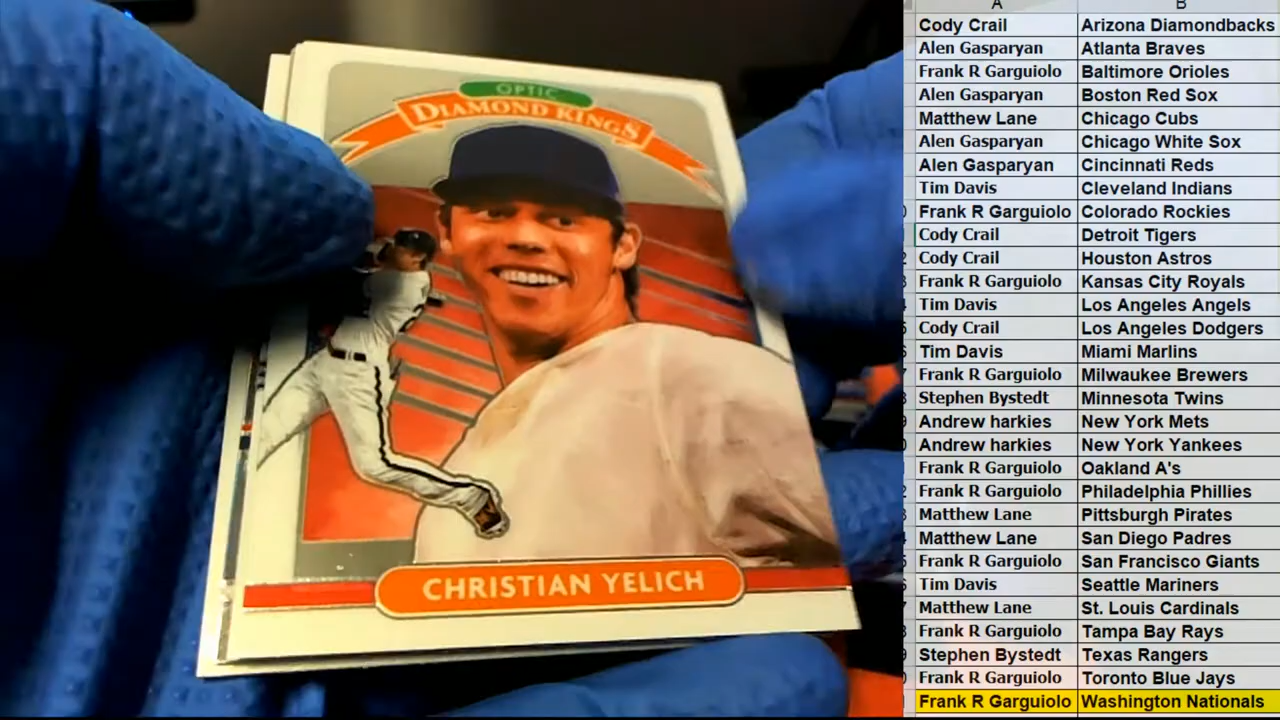 OPTIC
DIAMOND KINGS
CHRISTIAN YELICH
A B
Cody Crail Arizona Diamondbacks
Alen Gasparyan Atlanta Braves
Frank R Garguiolo Baltimore Orioles
Alen Gasparyan Boston Red Sox
Matthew Lane Chicago Cubs
Alen Gasparyan Chicago White Sox
Alen Gasparyan Cincinnati Reds
Tim Davis Cleveland Indians
Frank R Garguiolo Colorado Rockies
Cody Crail Detroit Tigers
Cody Crail Houston Astros
Frank R Garguiolo Kansas City Royals
Tim Davis Los Angeles Angels
Cody Crail Los Angeles Dodgers
Tim Davis Miami Marlins
Frank R Garguiolo Milwaukee Brewers
Stephen Bystedt Minnesota Twins
Andrew harkies New York Mets
Andrew harkies New York Yankees
Frank R Garguiolo Oakland A's
Frank R Garguiolo Philadelphia Phillies
Matthew Lane Pittsburgh Pirates
Matthew Lane San Diego Padres
Frank R Garguiolo San Francisco Giants
Tim Davis Seattle Mariners
Matthew Lane St. Louis Cardinals
Frank R Garguiolo Tampa Bay Rays
Stephen Bystedt Texas Rangers
Frank R Garguiolo Toronto Blue Jays
Frank R Garguiolo Washington Nationals